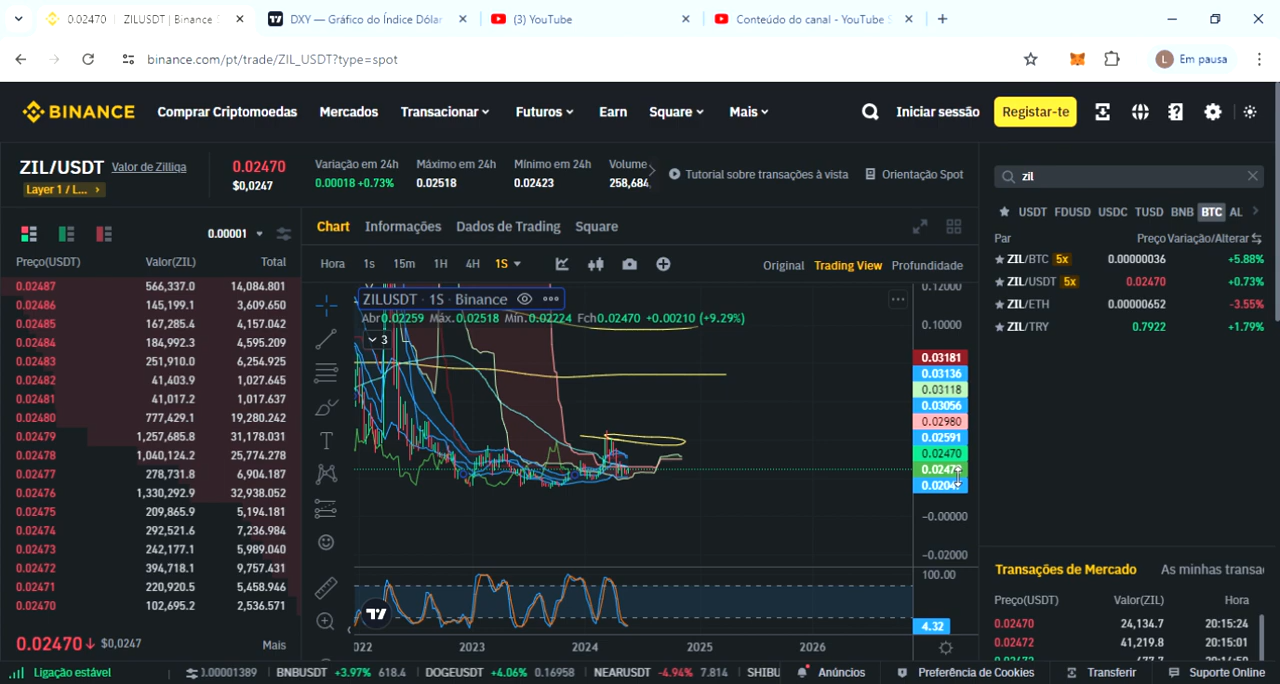 0.02470 | ZILUSDT | Binance
DXY — Gráfico do Índice Dólar
(3) YouTube
Conteúdo do canal - YouTube S
binance.com/pt/trade/ZIL_USDT?type=spot
L Em pausa
BINANCE
Comprar Criptomoedas
Mercados
Transacionar
Futuros
Earn
Square
Mais
Iniciar sessão
Registar-te
ZIL/USDT
Valor de Zilliqa
Layer 1 / L... ›
0.02470
$0,0247
Variação em 24h
0.00018 +0.73%
Máximo em 24h
0.02518
Mínimo em 24h
0.02423
Volume
258,684,
Tutorial sobre transações à vista
Orientação Spot
0.00001
Preço(USDT) Valor(ZIL) Total
0.02487 566,337.0 14,084.801
0.02486 145,199.1 3,609.650
0.02485 167,285.4 4,157.042
0.02484 184,992.3 4,595.209
0.02483 251,910.0 6,254.925
0.02482 41,403.9 1,027.645
0.02481 41,017.2 1,017.637
0.02480 777,429.1 19,280.242
0.02479 1,257,685.8 31,178.031
0.02478 1,040,124.2 25,774.278
0.02477 278,731.8 6,904.187
0.02476 1,330,292.9 32,938.052
0.02475 209,865.9 5,194.181
0.02474 292,521.6 7,236.984
0.02473 242,177.1 5,989.040
0.02472 394,718.1 9,757.431
0.02471 220,920.5 5,458.946
0.02470 102,695.2 2,536.571
0.02470↓ $0,0247 Mais
Chart
Informações
Dados de Trading
Square
Hora 1s 15m 1H 4H 1S
Original
Trading View
Profundidade
ZILUSDT · 1S · Binance
Abr0.02259 Máx.0.02518 Mín.0.02224 Fch0.02470 +0.00210 (+9.29%)
3
0.12000
0.10000
0.03181
0.03136
0.03118
0.03056
0.02980
0.02591
0.02470
-0.00000
-0.02000
100.00
4.32
2022 2023 2024 2025 2026
zil
USDT FDUSD USDC TUSD BNB BTC AL
Par Preço Variação/Alterar
ZIL/BTC 5x 0.00000036 +5.88%
ZIL/USDT 5x 0.02470 +0.73%
ZIL/ETH 0.00000652 -3.55%
ZIL/TRY 0.7922 +1.79%
Transações de Mercado
As minhas transa
Preço(USDT) Valor(ZIL) Hora
0.02470 24,134.7 20:15:24
0.02472 41,219.8 20:15:01
Ligação estável
0.00001389
BNBUSDT +3.97% 618.4
DOGEUSDT +4.06% 0.16958
NEARUSDT -4.94% 7.814
SHIBU
Anúncios
Preferência de Cookies
Transferir
Suporte Online